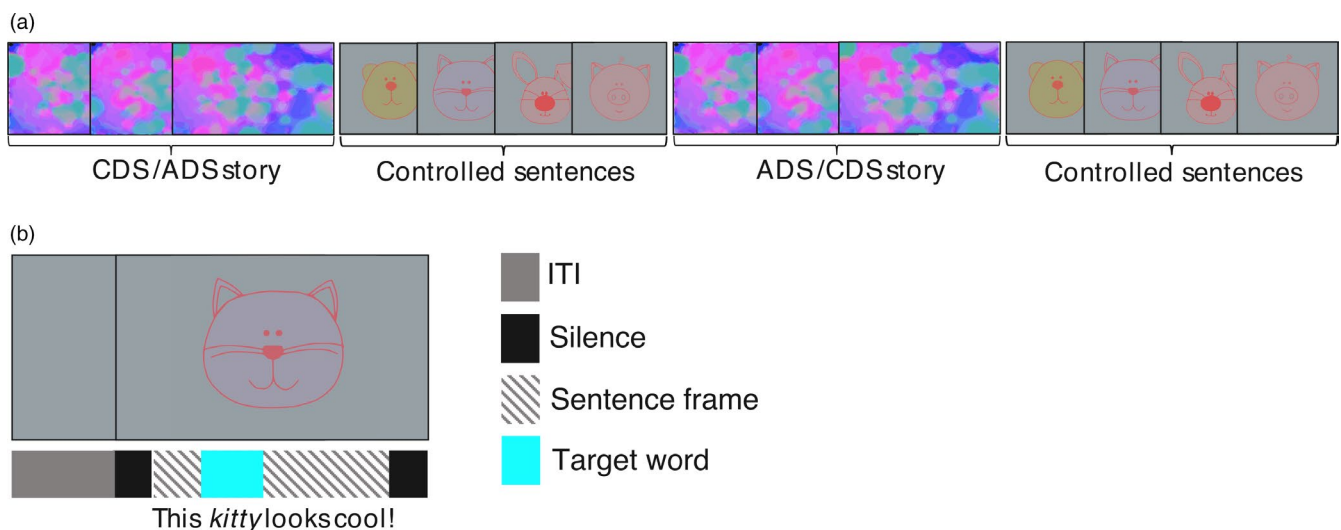 (a)
CDS/ADS story Controlled sentences ADS/CDS story Controlled sentences
(b)
ITI
Silence
Sentence frame
Target word
This kitty looks cool!